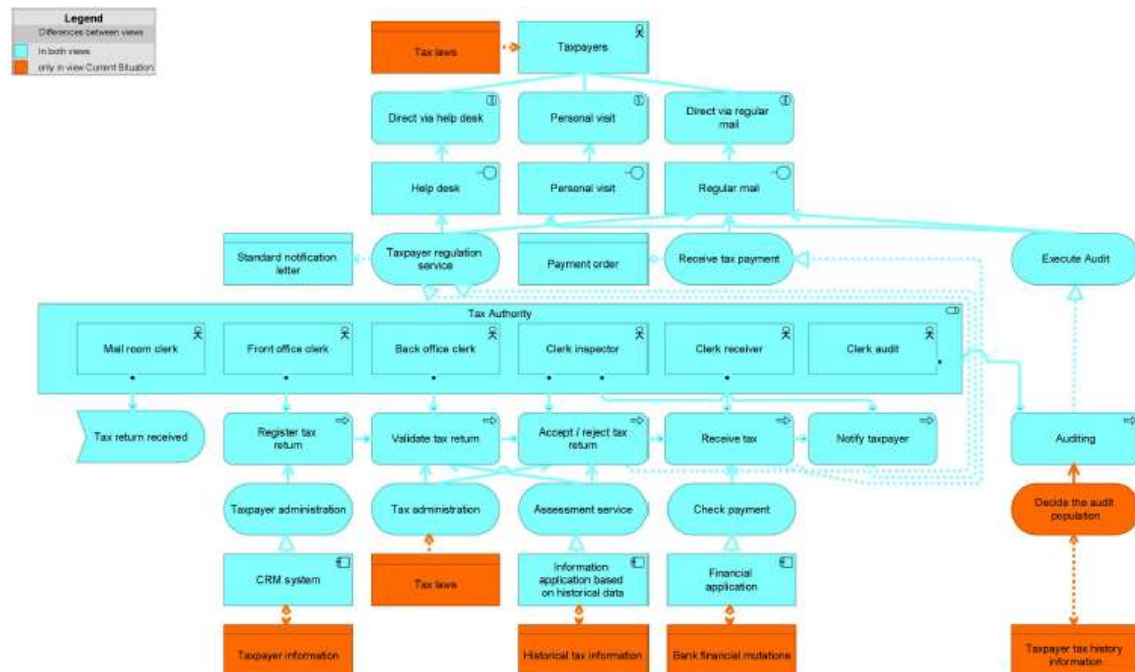 Legend
Differences between views
In both views
only in view Current Situation
Tax laws
Taxpayers
Direct via help desk
Personal visit
Direct via regular
mail
Help desk
Personal visit
Regular mail
Standard notification
letter
Taxpayer regulation
service
Payment order
Receive tax payment
Execute Audit
Tax Authority
Mail room clerk
Front office clerk
Back office clerk
Clerk inspector
Clerk receiver
Clerk audit
Tax return received
Register tax
return
Validate tax return
Accept / reject tax
return
Receive tax
Notify taxpayer
Auditing
Taxpayer administration
Tax administration
Assessment service
Check payment
Decide the audit
population
CRM system
Tax laws
Information
application based
on historical data
Financial
application
Taxpayer information
Historical tax information
Bank financial mutations
Taxpayer tax history
information